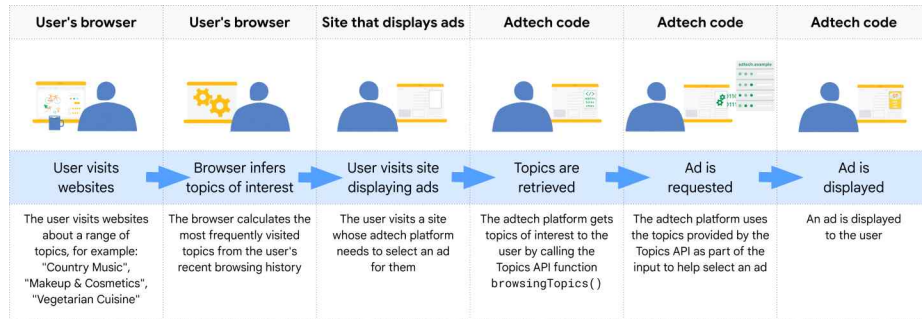 User's browser
User's browser
Site that displays ads
Adtech code
Adtech code
Adtech code
adtech.example
User visits
websites
Browser infers
topics of interest
User visits site
displaying ads
Topics are
retrieved
Ad is
requested
Ad is
displayed
The user visits websites
about a range of
topics, for example:
"Country Music",
"Makeup & Cosmetics",
"Vegetarian Cuisine"
The browser calculates the
most frequently visited
topics from the user's
recent browsing history
The user visits a site
whose adtech platform
needs to select an ad
for them
The adtech platform gets
topics of interest to the
user by calling the
Topics API function
browsingTopics()
The adtech platform uses
the topics provided by the
Topics API as part of the
input to help select an ad
An ad is displayed
to the user